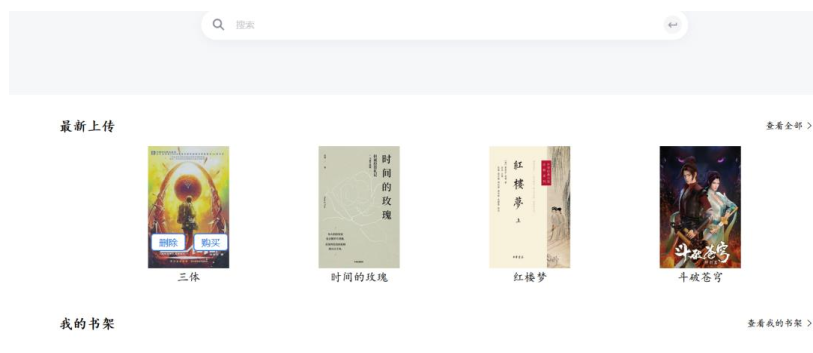 搜索
最新上传
查看全部 >
删除 购买
时间的玫瑰
紅樓夢
上
斗破苍穹
三体
时间的玫瑰
红楼梦
斗破苍穹
我的书架
查看我的书架 >